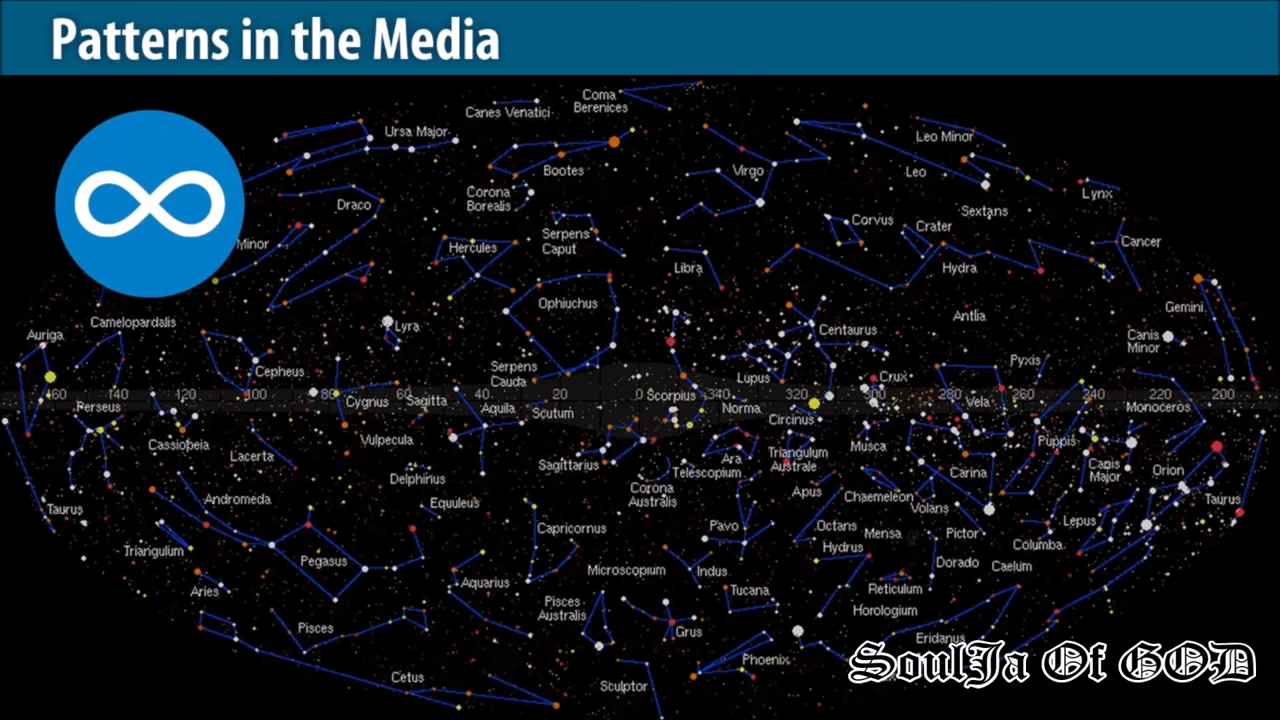 Patterns in the Media
Coma
Berenices
Canes Venatici
Ursa Major
Leo Minor
Bootes
Virgo
Leo
Lynx
Corona
Borealis
Draco
Sextans
Corvus
Crater
Serpens
Caput
Minor
Hercules
Cancer
Libra
Hydra
Ophiuchus
Gemini
Antlia
Camelopardalis
Lyra
Centaurus
Auriga
Canis
Minor
Pyxis
Cepheus
Serpens
Cauda
Lupus
Crux
60 140 120 100 80 60 40 20 0 340 320 300 280 260 240 220 200
Perseus
Cygnus
Sagitta
Aquila
Scutum
Scorpius
Norma
Circinus
Vela
Monoceros
Cassiopeia
Vulpecula
Lacerta
Musca
Puppis
Sagittarius
Ara
Telescopium
Triangulum
Australe
Carina
Canis
Major
Orion
Delphinus
Corona
Australis
Apus
Chaemeleon
Volans
Andromeda
Equuleus
Taurus
Taurus
Capricornus
Pavo
Octans
Mensa
Pictor
Lepus
Triangulum
Hydrus
Columba
Pegasus
Microscopium
Indus
Dorado
Caelum
Aries
Aquarius
Tucana
Reticulum
Pisces
Australis
Horologium
Pisces
Grus
Eridanus
Phoenix
Cetus
Sculptor
SoulJa Of GOD